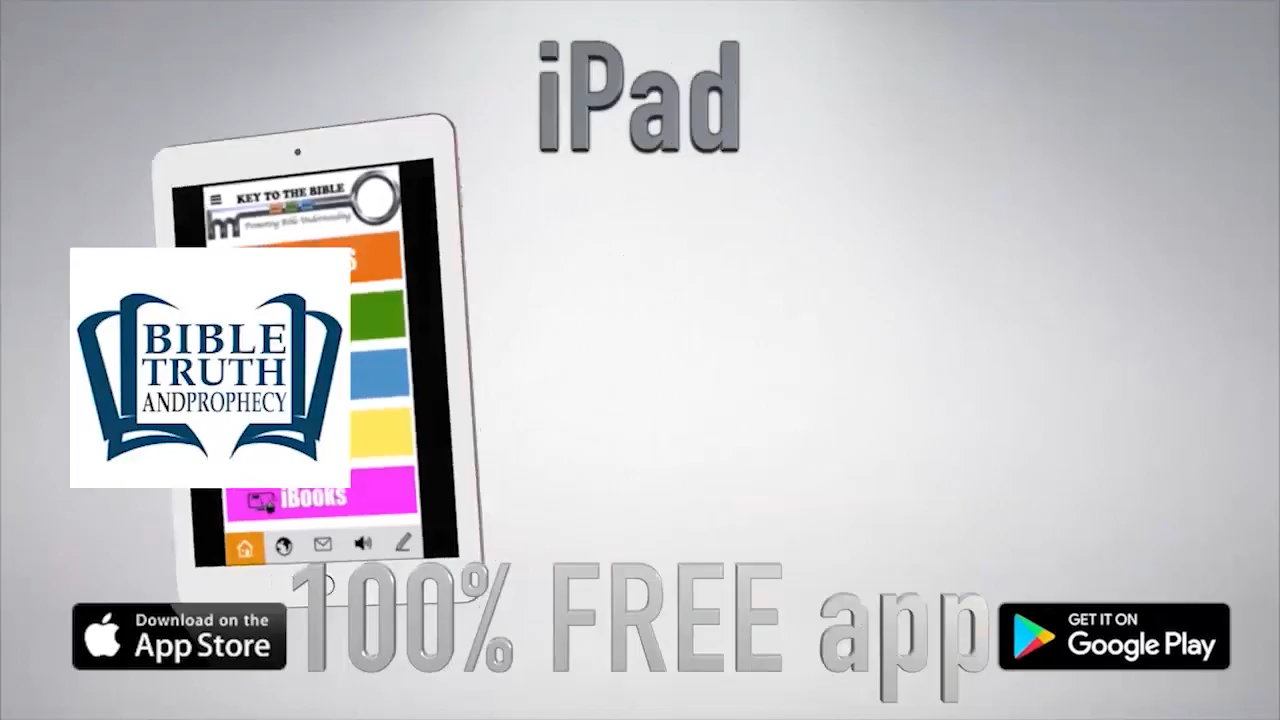 iPad
KEY TO THE BIBLE
Promoting Bible Understanding
S
BIBLE
TRUTH
ANDPROPHECY
iBooks
100% FREE app
Download on the
App Store
GET IT ON
Google Play